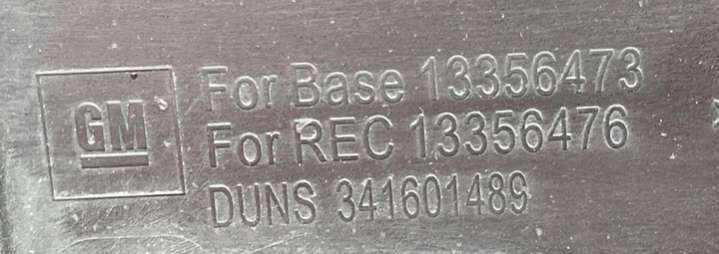 GM
For Base 13356473
For REC 13356476
DUNS 341601489